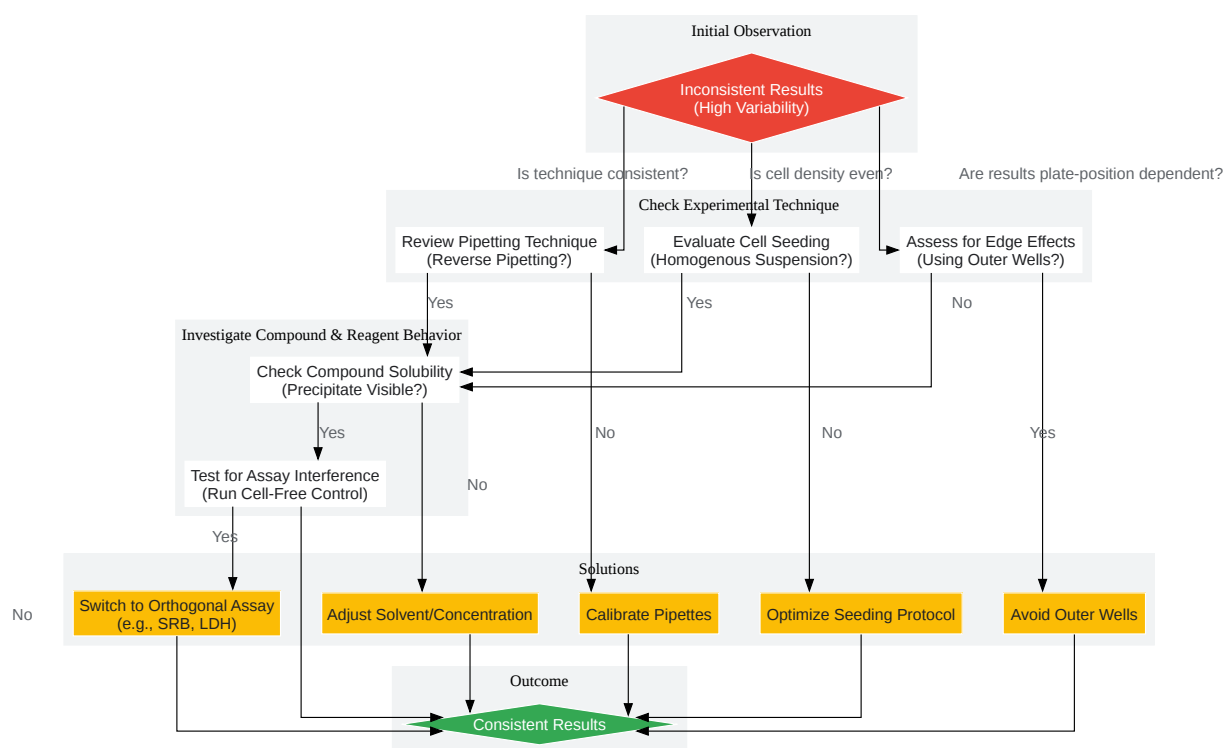 Initial Observation
Inconsistent Results
(High Variability)
Is technique consistent?
Is cell density even?
Are results plate-position dependent?
Check Experimental Technique
Review Pipetting Technique
(Reverse Pipetting?)
Evaluate Cell Seeding
(Homogenous Suspension?)
Assess for Edge Effects
(Using Outer Wells?)
Yes
Yes
No
Investigate Compound & Reagent Behavior
Check Compound Solubility
(Precipitate Visible?)
Yes
No
No
Yes
Test for Assay Interference
(Run Cell-Free Control)
No
Yes
Solutions
Switch to Orthogonal Assay
(e.g., SRB, LDH)
Adjust Solvent/Concentration
Calibrate Pipettes
Optimize Seeding Protocol
Avoid Outer Wells
No
Outcome
Consistent Results